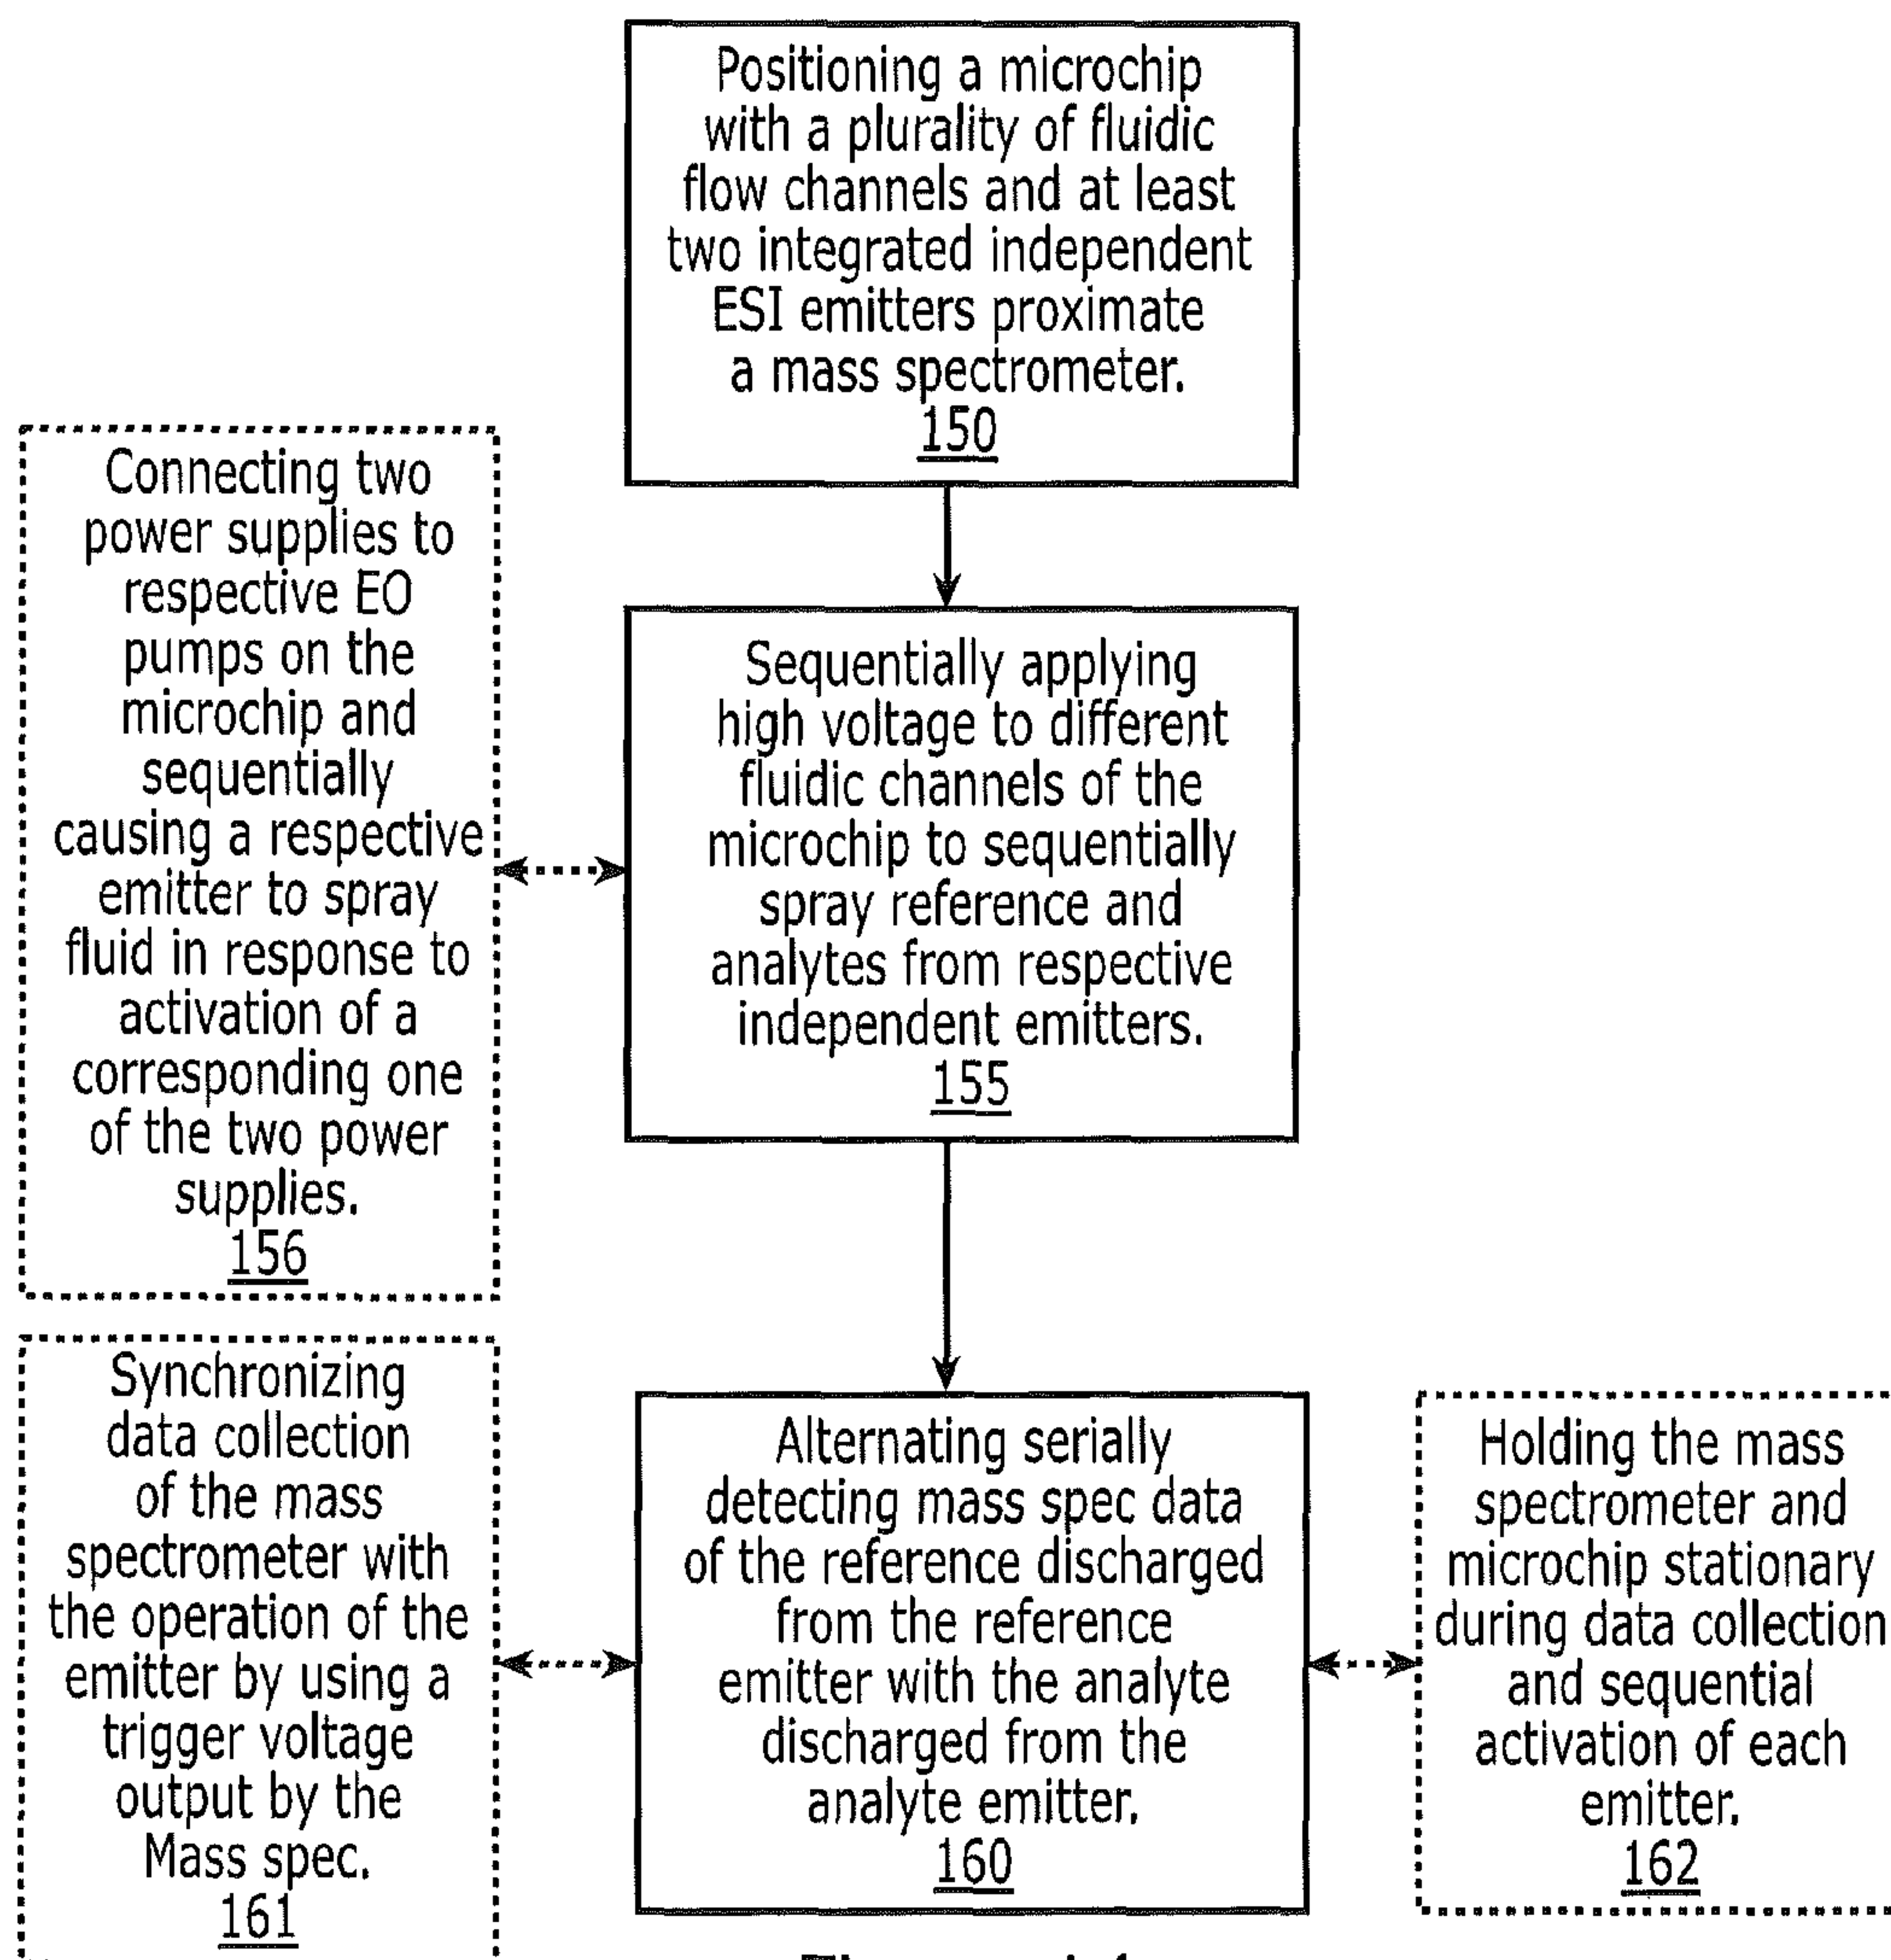 Positioning a microchip
with a plurality of fluidic
flow channels and at least
two integrated independent
ESI emitters proximate
a mass spectrometer.
150
Connecting two
power supplies to
respective EO
pumps on the
microchip and
sequentially
causing a respective
emitter to spray
fluid in response to
activation of a
corresponding one
of the two power
supplies.
156
Sequentially applying
high voltage to different
fluidic channels of the
microchip to sequentially
spray reference and
analytes from respective
independent emitters.
155
Synchronizing
data collection
of the mass
spectrometer with
the operation of the
emitter by using a
trigger voltage
output by the
Mass spec.
161
Alternating serially
detecting mass spec data
of the reference discharged
from the reference
emitter with the analyte
discharged from the
analyte emitter.
160
Holding the mass
spectrometer and
microchip stationary
during data collection
and sequential
activation of each
emitter.
162